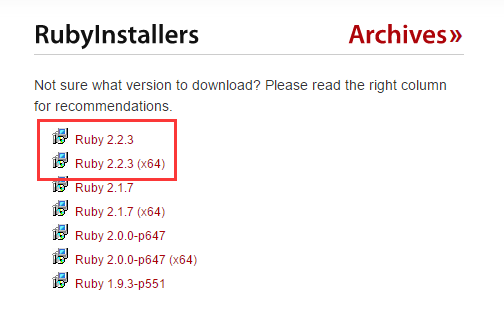 RubyInstallers Archives»
Not sure what version to download? Please read the right column
for recommendations.
Ruby 2.2.3
Ruby 2.2.3 (x64)
Ruby 2.1.7
Ruby 2.1.7 (x64)
Ruby 2.0.0-p647
Ruby 2.0.0-p647 (x64)
Ruby 1.9.3-p551